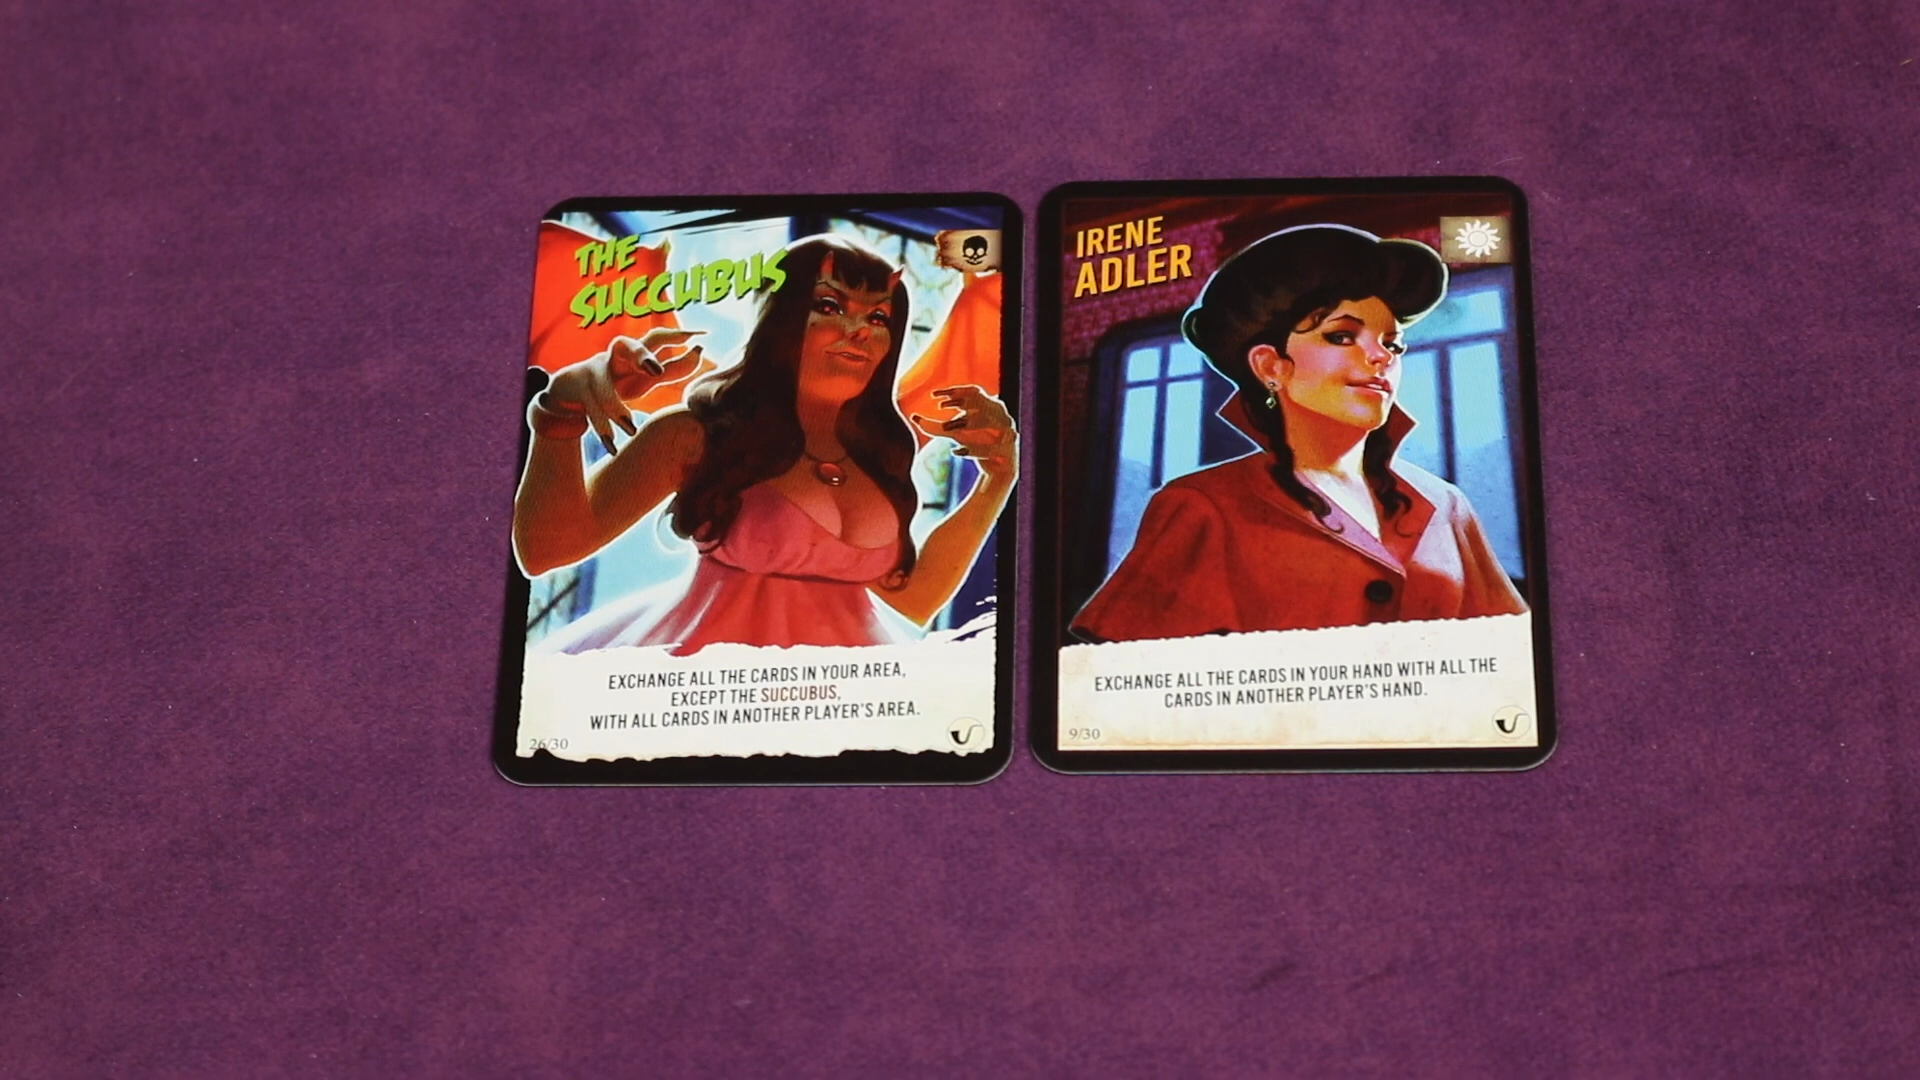 THE
SUCCUBUS
EXCHANGE ALL THE CARDS IN YOUR AREA,
EXCEPT THE SUCCUBUS,
WITH ALL CARDS IN ANOTHER PLAYER'S AREA.
26/30
IRENE
ADLER
EXCHANGE ALL THE CARDS IN YOUR HAND WITH ALL THE
CARDS IN ANOTHER PLAYER'S HAND.
9/30